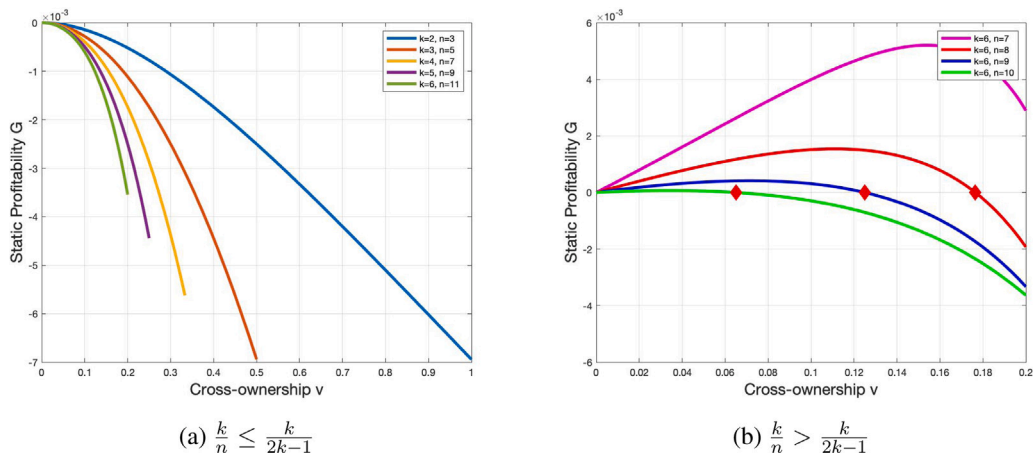 ×10⁻³
0
-1
-2
-3
-4
-5
-6
-7
Static Profitability G
0 0.1 0.2 0.3 0.4 0.5 0.6 0.7 0.8 0.9 1
Cross-ownership v
k=2, n=3
k=3, n=5
k=4, n=7
k=5, n=9
k=6, n=11
(a) k/n ≤ k/(2k−1)
×10⁻³
6
4
2
0
-2
-4
-6
Static Profitability G
0 0.02 0.04 0.06 0.08 0.1 0.12 0.14 0.16 0.18 0.2
Cross-ownership v
k=6, n=7
k=6, n=8
k=6, n=9
k=6, n=10
(b) k/n > k/(2k−1)